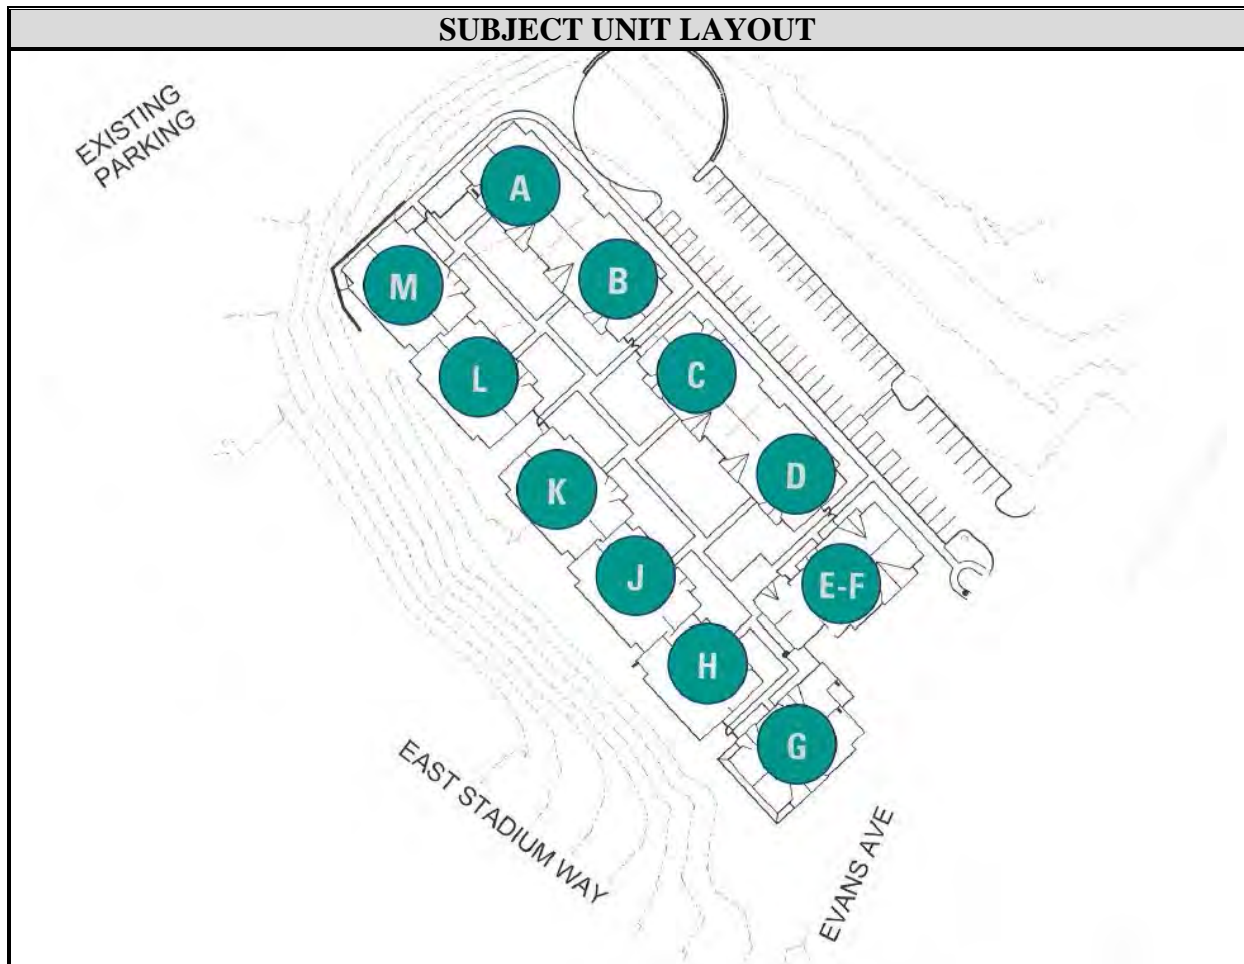 SUBJECT UNIT LAYOUT
EXISTING
PARKING
A
M
B
L
C
K
D
J
E-F
H
G
EAST STADIUM WAY
EVANS AVE